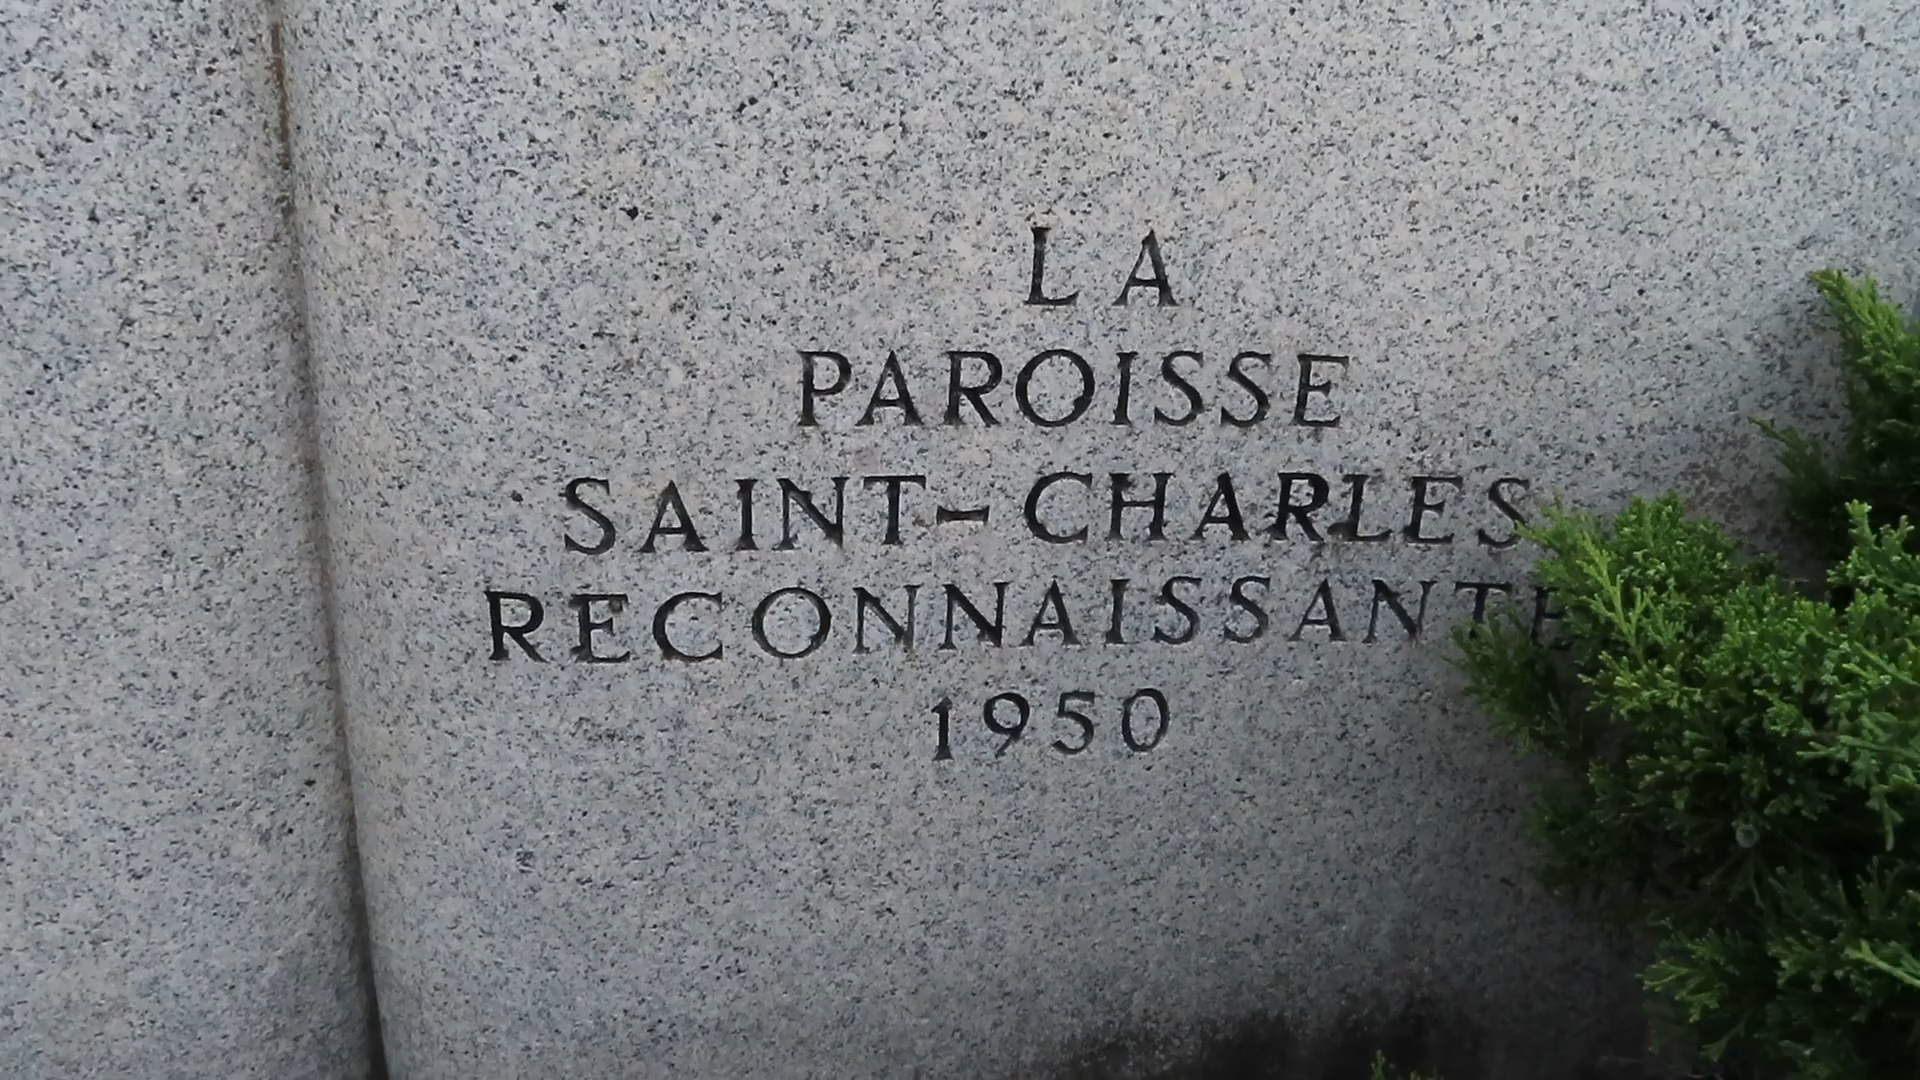 LA
PAROISSE
SAINT-CHARLES
RECONNAISSANTE
1950